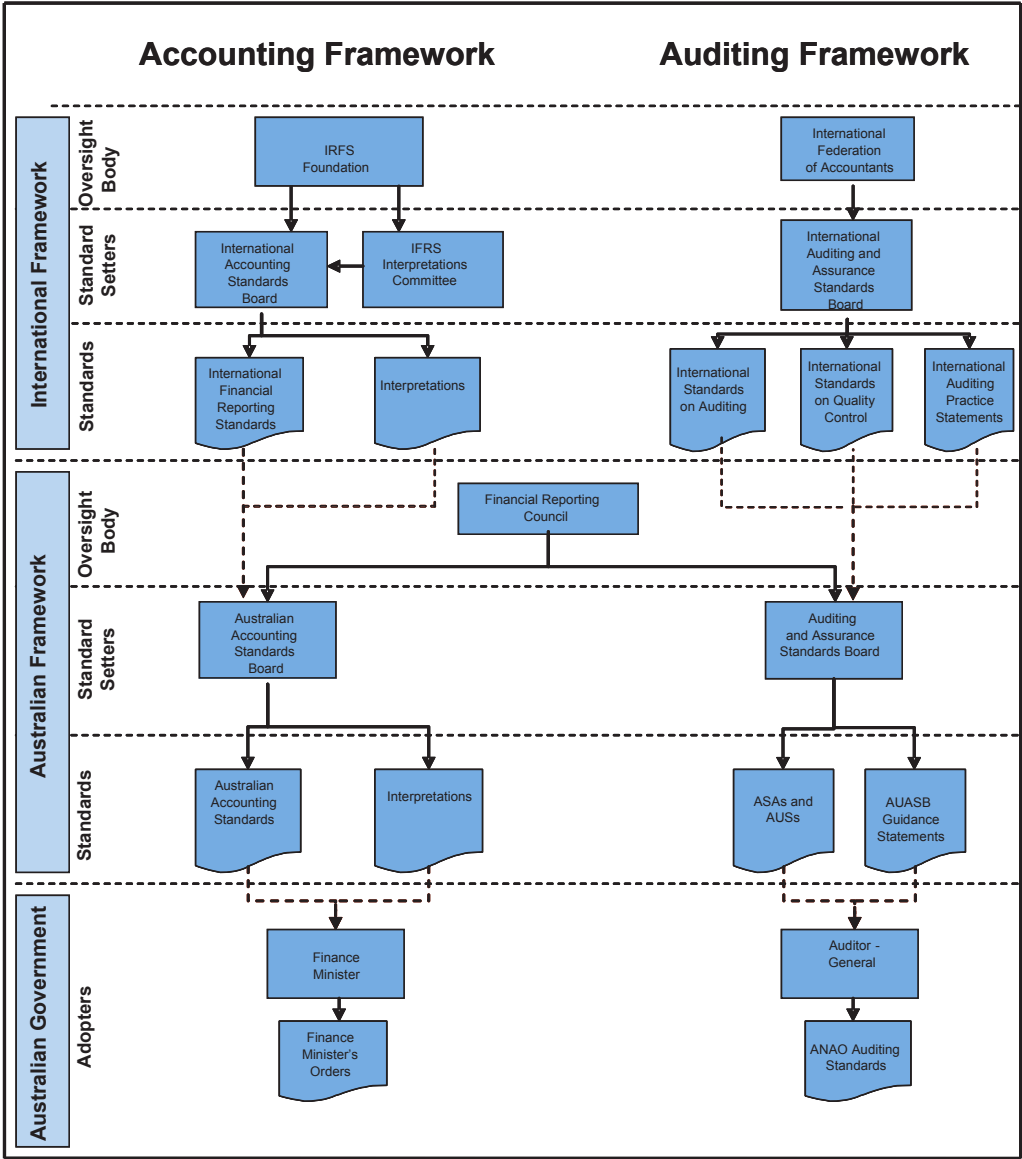 Accounting Framework
Auditing Framework
International Framework
Oversight
Body
IRFS
Foundation
International
Federation
of Accountants
Standard
Setters
International
Accounting
Standards
Board
IFRS
Interpretations
Committee
International
Auditing and
Assurance
Standards
Board
Standards
International
Financial
Reporting
Standards
Interpretations
International
Standards
on Auditing
International
Standards
on Quality
Control
International
Auditing
Practice
Statements
Australian Framework
Oversight
Body
Financial Reporting
Council
Standard
Setters
Australian
Accounting
Standards
Board
Auditing
and Assurance
Standards Board
Standards
Australian
Accounting
Standards
Interpretations
ASAs and
AUSs
AUASB
Guidance
Statements
Australian Government
Adopters
Finance
Minister
Auditor -
General
Finance
Minister's
Orders
ANAO Auditing
Standards